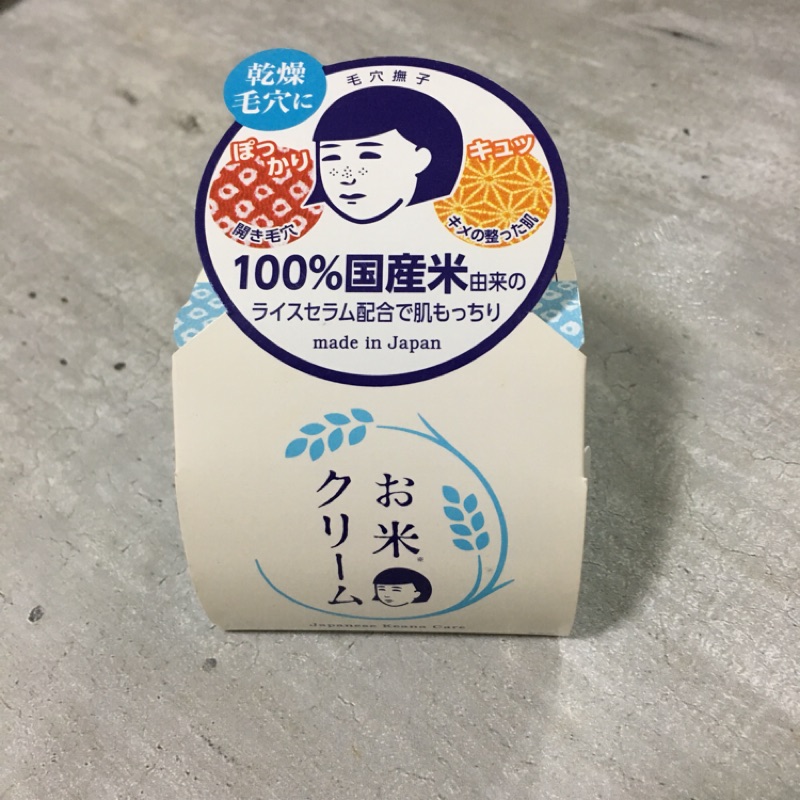 乾燥
毛穴に
毛穴撫子
ぽっかり
開き毛穴
キュッ
キメの整った肌
100%国産米由来の
ライスセラム配合で肌もっちり
made in Japan
お米
クリーム
Japanese Keana Care